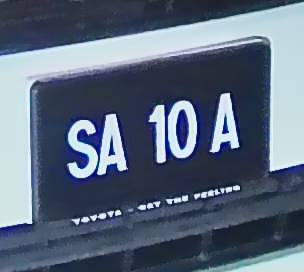 SA 10 A
TOYOTA - GET THE FEELING